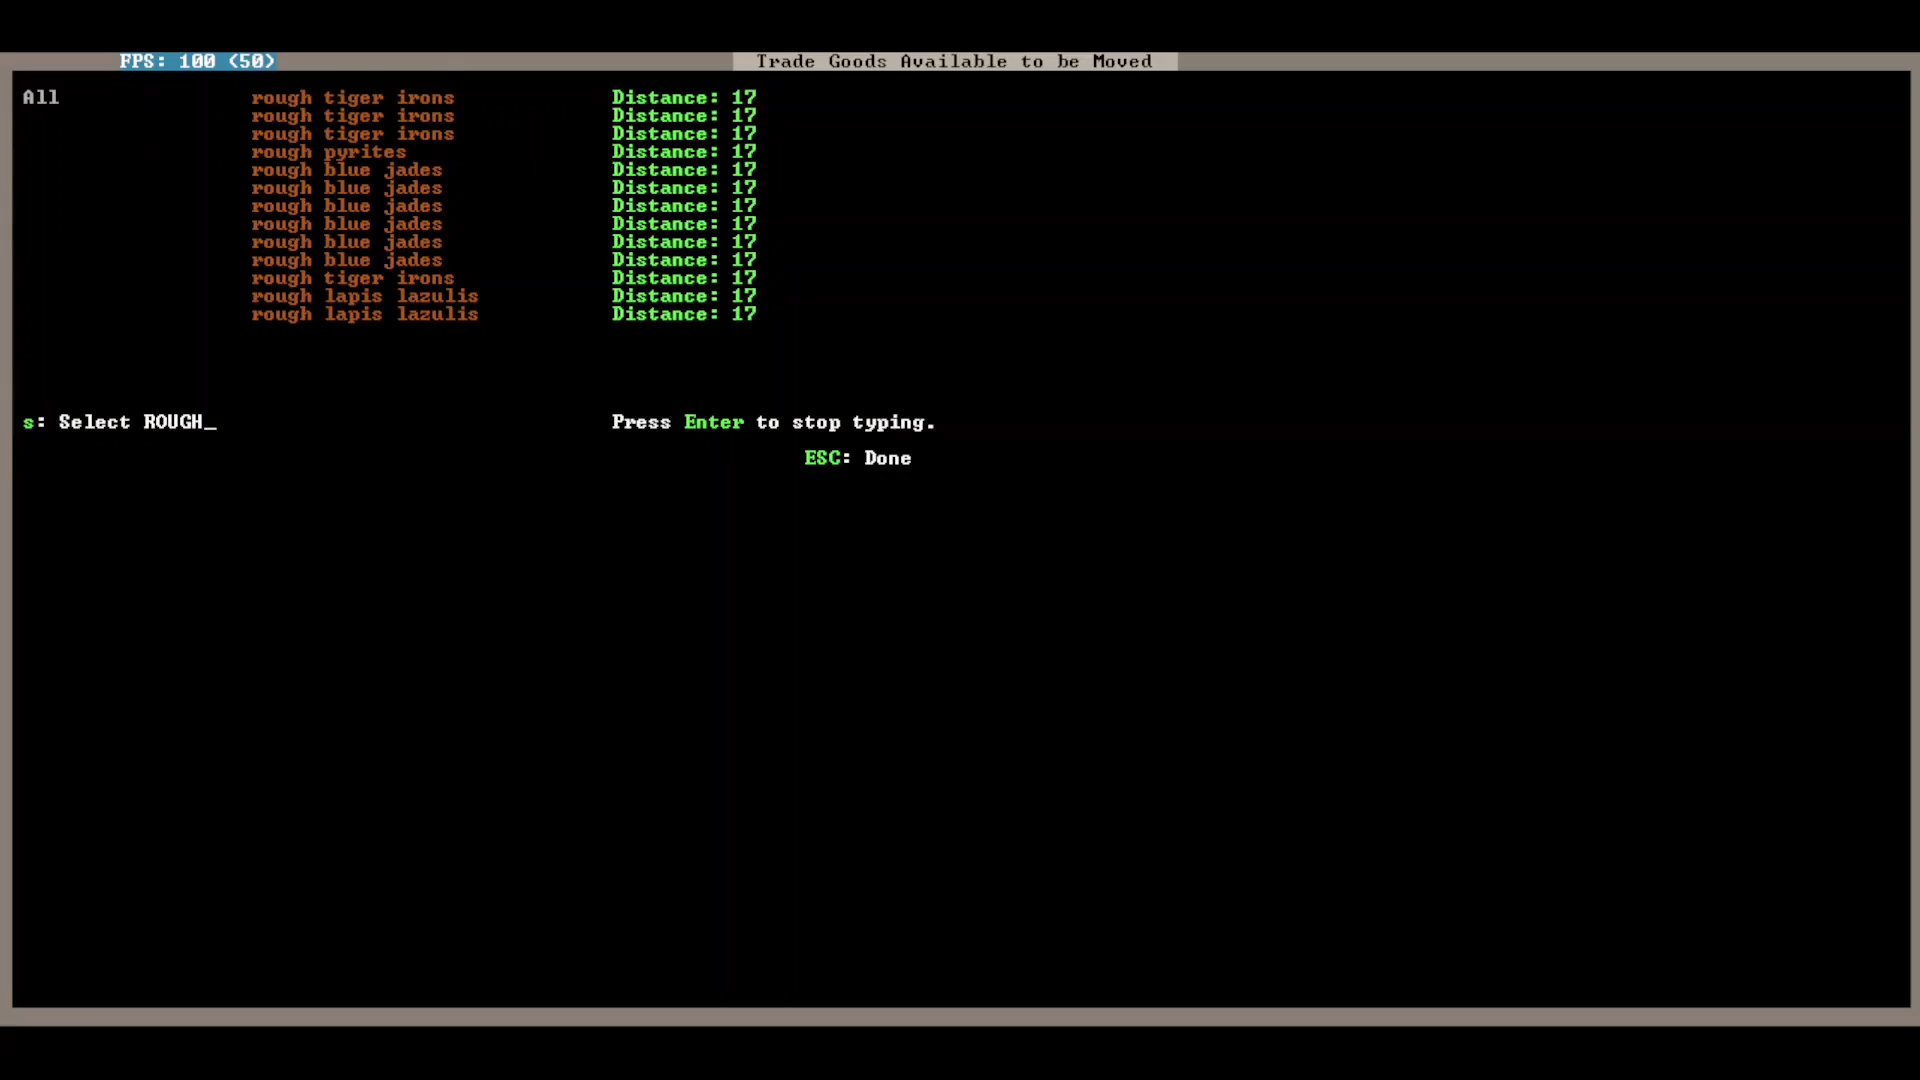 FPS: 100 (50) Trade Goods Available to be Moved
All rough tiger irons Distance: 17
rough tiger irons Distance: 17
rough tiger irons Distance: 17
rough pyrites Distance: 17
rough blue jades Distance: 17
rough blue jades Distance: 17
rough blue jades Distance: 17
rough blue jades Distance: 17
rough blue jades Distance: 17
rough blue jades Distance: 17
rough tiger irons Distance: 17
rough lapis lazulis Distance: 17
rough lapis lazulis Distance: 17
s: Select ROUGH_ Press Enter to stop typing.
ESC: Done